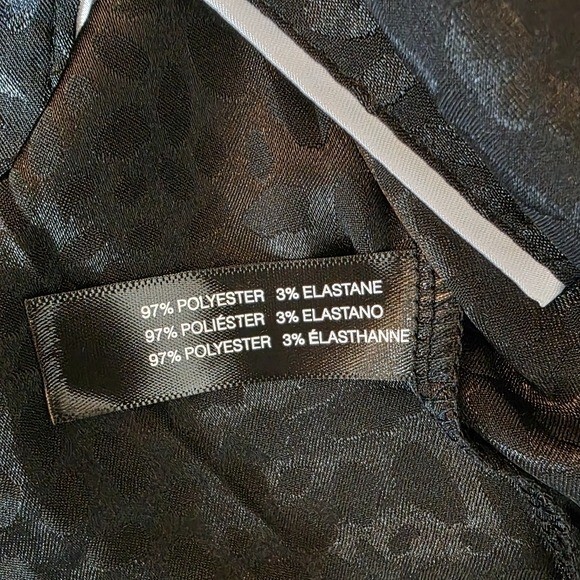 97% POLYESTER 3% ELASTANE
97% POLIÉSTER 3% ELASTANO
97% POLYESTER 3% ÉLASTHANNE